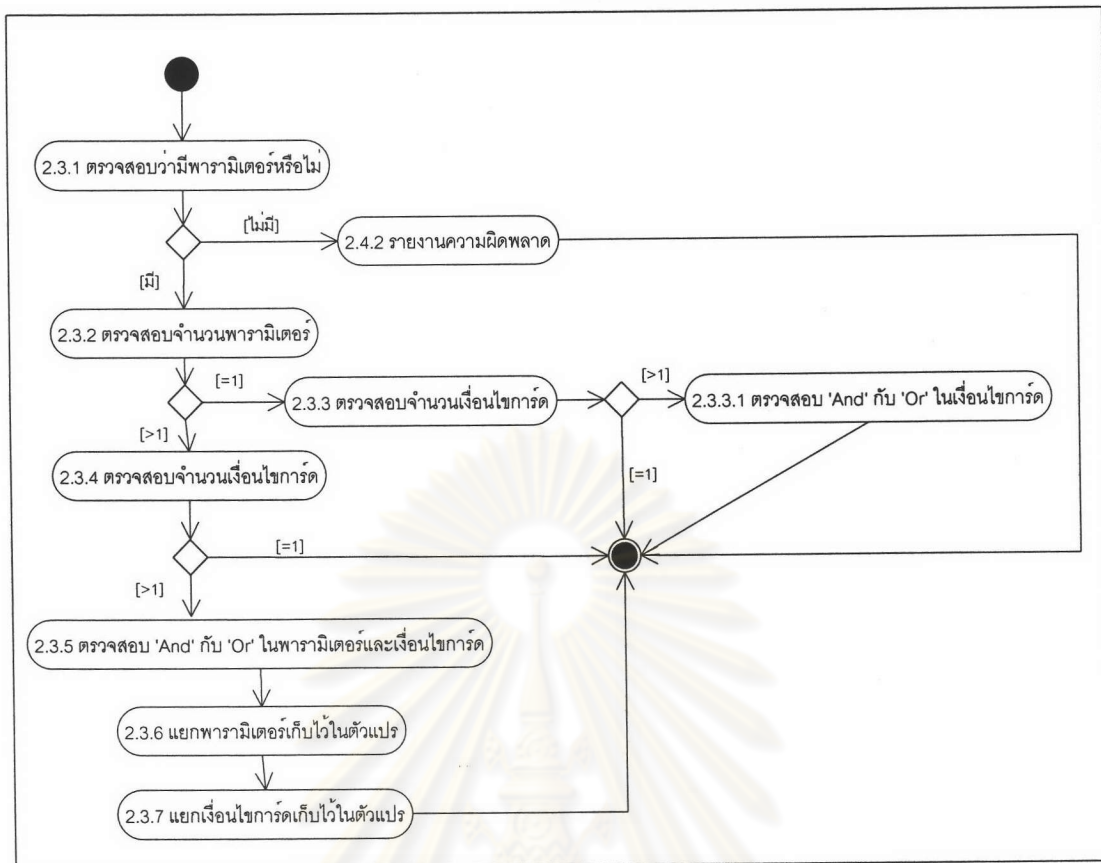 2.3.1 ตรวจสอบว่ามีพารามิเตอร์หรือไม่
[ไม่มี]
2.4.2 รายงานความผิดพลาด
[มี]
2.3.2 ตรวจสอบจำนวนพารามิเตอร์
[=1]
2.3.3 ตรวจสอบจำนวนเงื่อนไขการ์ด
[>1]
2.3.3.1 ตรวจสอบ 'And' กับ 'Or' ในเงื่อนไขการ์ด
[>1]
2.3.4 ตรวจสอบจำนวนเงื่อนไขการ์ด
[=1]
[=1]
[>1]
2.3.5 ตรวจสอบ 'And' กับ 'Or' ในพารามิเตอร์และเงื่อนไขการ์ด
2.3.6 แยกพารามิเตอร์เก็บไว้ในตัวแปร
2.3.7 แยกเงื่อนไขการ์ดเก็บไว้ในตัวแปร